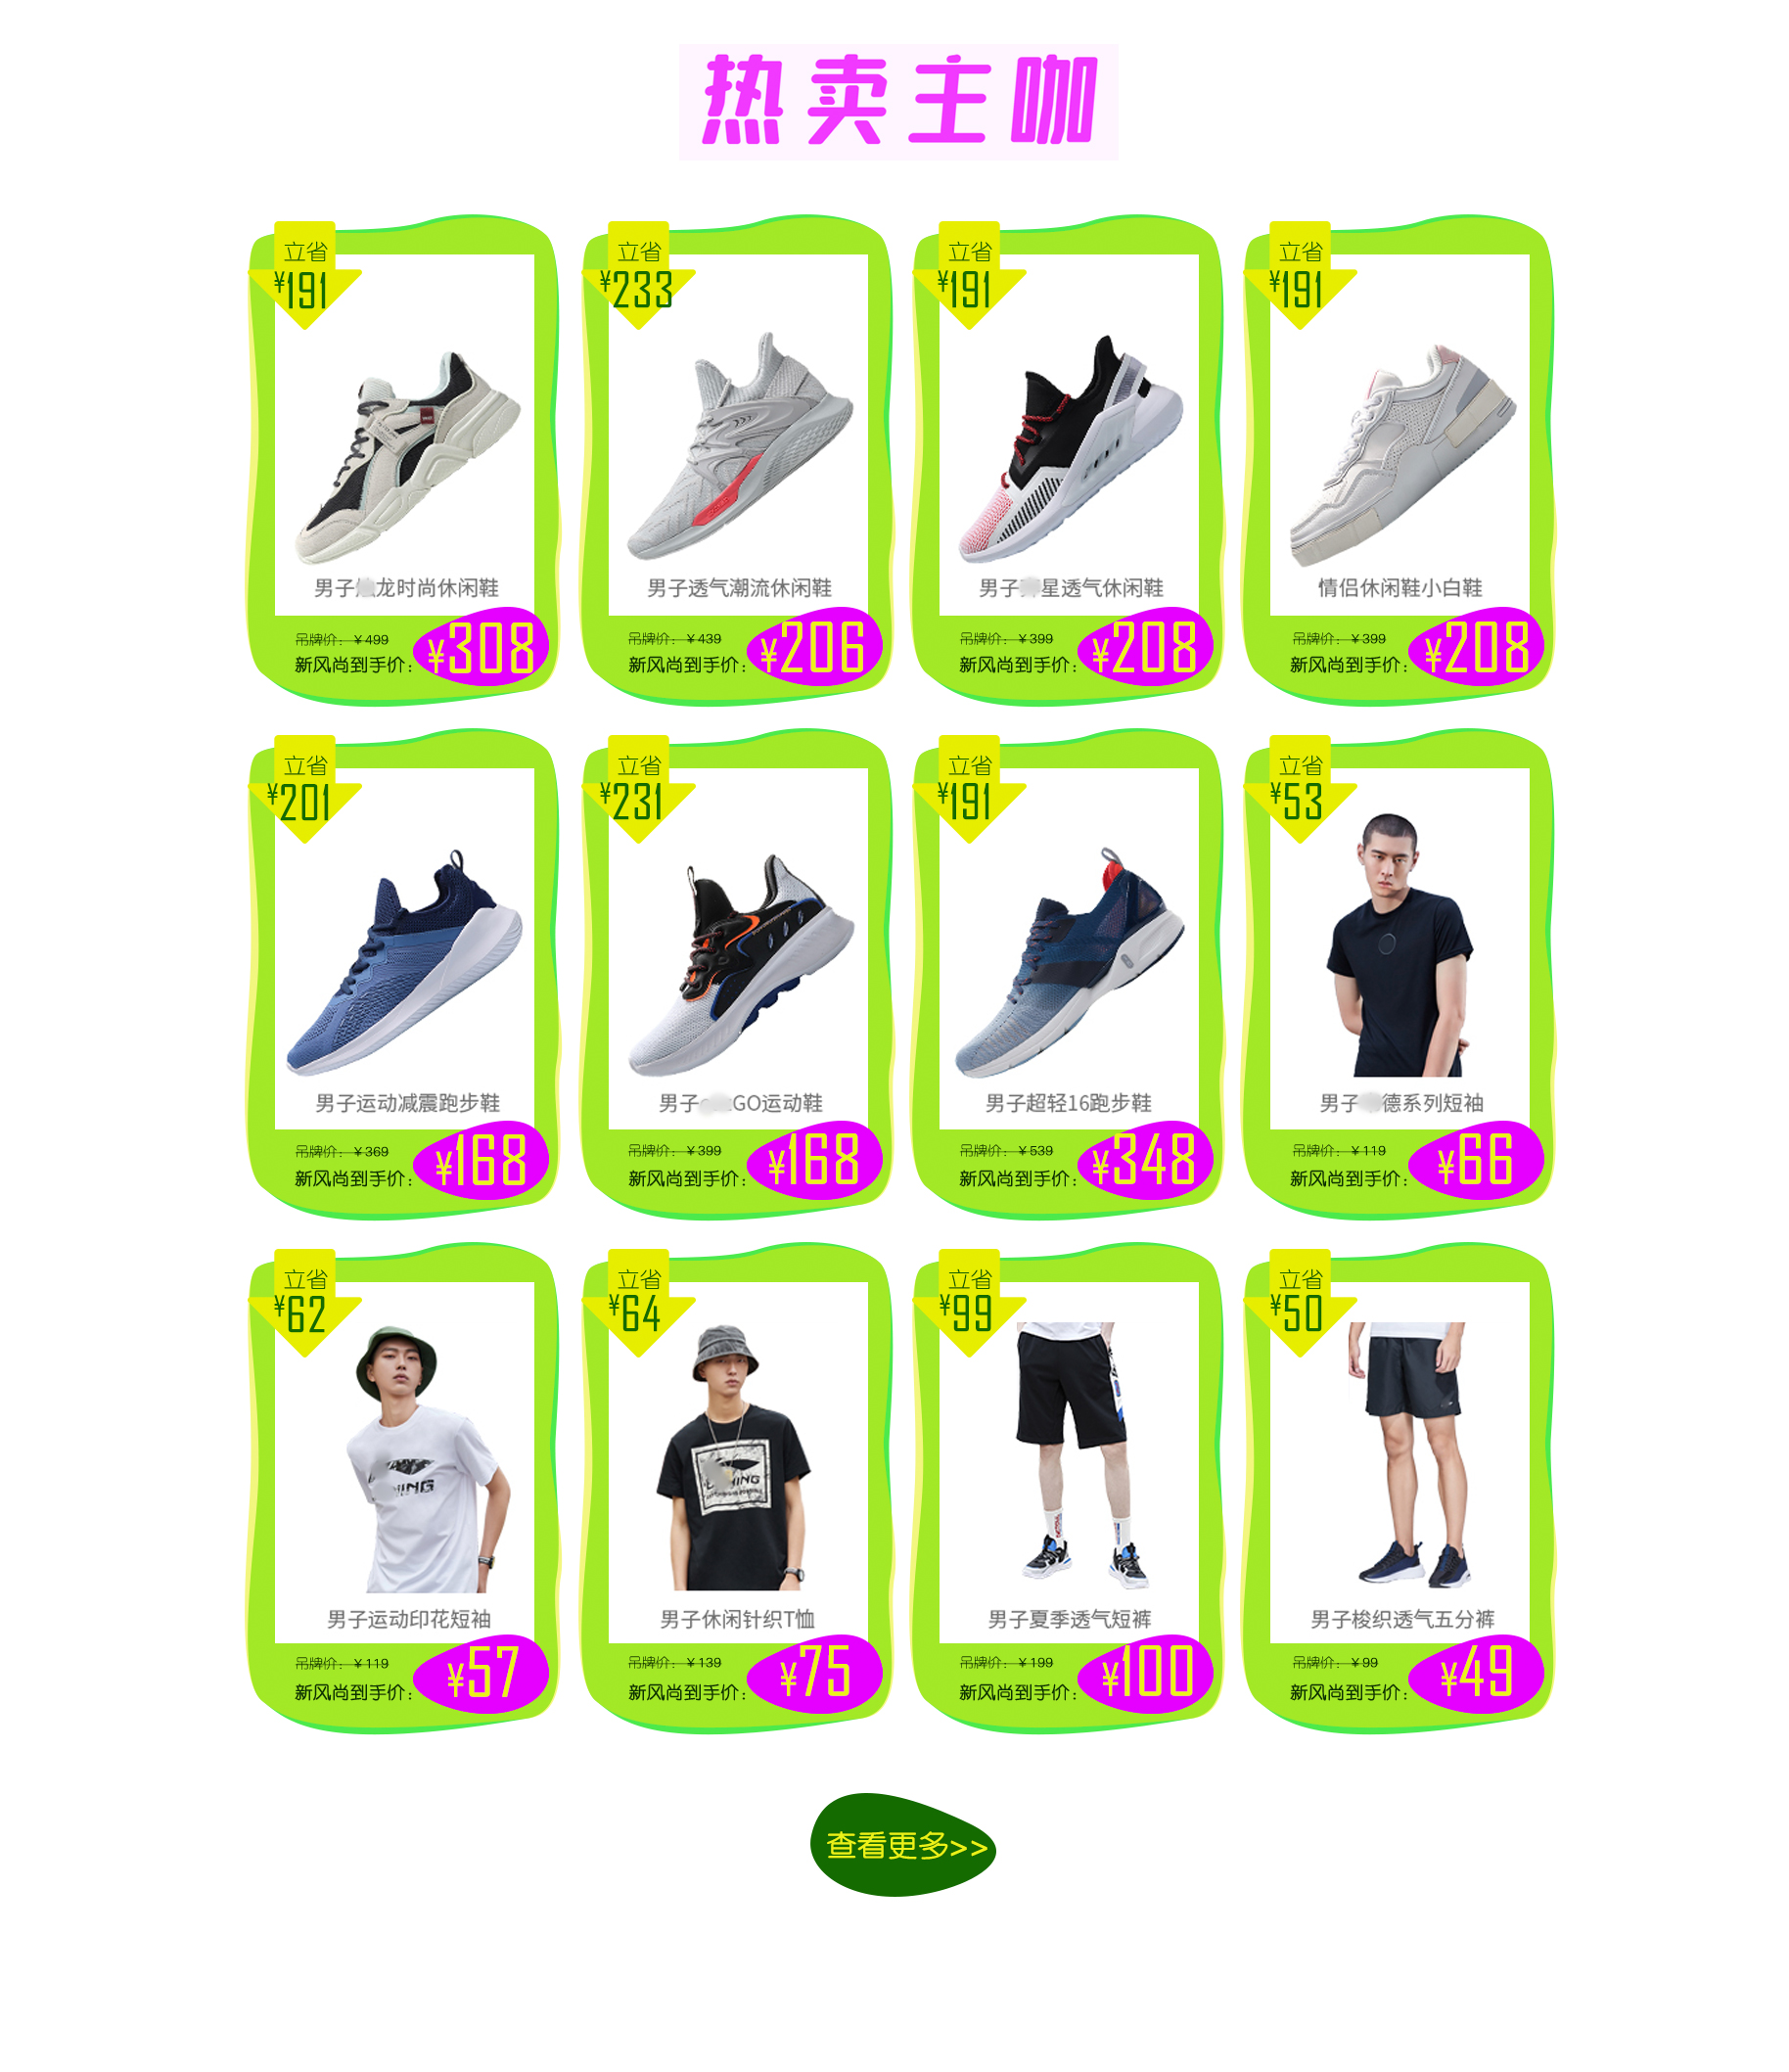 热卖主咖
立省
¥191
男子 龙时尚休闲鞋
吊牌价：¥499
新风尚到手价：
¥308
立省
¥233
男子透气潮流休闲鞋
吊牌价：¥439
新风尚到手价：
¥206
立省
¥191
男子 星透气休闲鞋
吊牌价：¥399
新风尚到手价：
¥208
立省
¥191
情侣休闲鞋小白鞋
吊牌价：¥399
新风尚到手价：
¥208
立省
¥201
男子运动减震跑步鞋
吊牌价：¥369
新风尚到手价：
¥168
立省
¥231
男子 GO运动鞋
吊牌价：¥399
新风尚到手价：
¥168
立省
¥191
男子超轻16跑步鞋
吊牌价：¥539
新风尚到手价：
¥348
立省
¥53
男子 德系列短袖
吊牌价：¥119
新风尚到手价：
¥66
立省
¥62
男子运动印花短袖
吊牌价：¥119
新风尚到手价：
¥57
立省
¥64
男子休闲针织T恤
吊牌价：¥139
新风尚到手价：
¥75
立省
¥99
男子夏季透气短裤
吊牌价：¥199
新风尚到手价：
¥100
立省
¥50
男子梭织透气五分裤
吊牌价：¥99
新风尚到手价：
¥49
查看更多>>